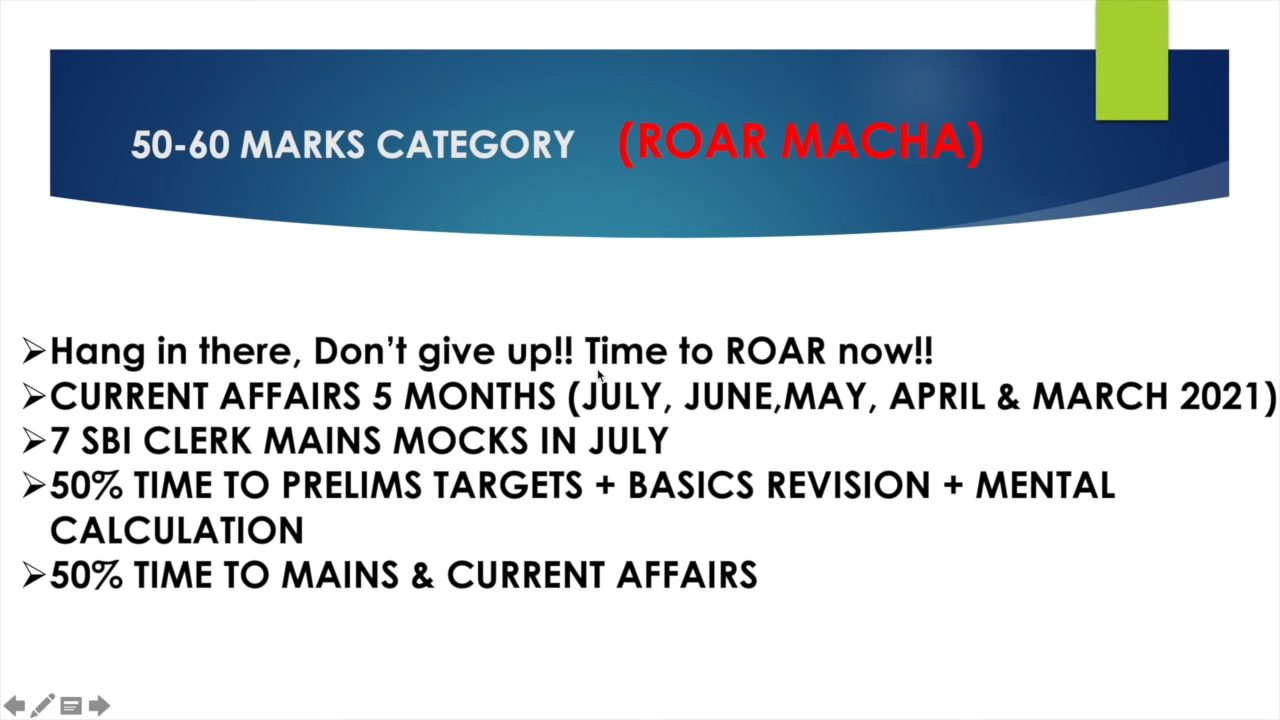 50-60 MARKS CATEGORY (ROAR MACHA)
Hang in there, Don't give up!! Time to ROAR now!!
CURRENT AFFAIRS 5 MONTHS (JULY, JUNE,MAY, APRIL & MARCH 2021)
7 SBI CLERK MAINS MOCKS IN JULY
50% TIME TO PRELIMS TARGETS + BASICS REVISION + MENTAL
CALCULATION
50% TIME TO MAINS & CURRENT AFFAIRS